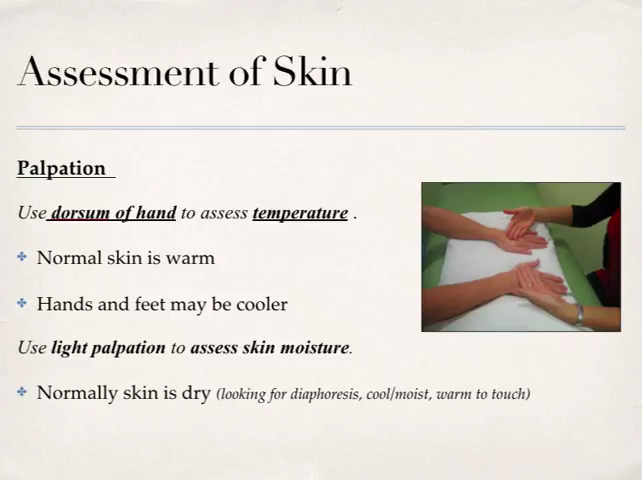 Assessment of Skin
Palpation
Use dorsum of hand to assess temperature .
Normal skin is warm
Hands and feet may be cooler
Use light palpation to assess skin moisture.
Normally skin is dry (looking for diaphoresis, cool/moist, warm to touch)